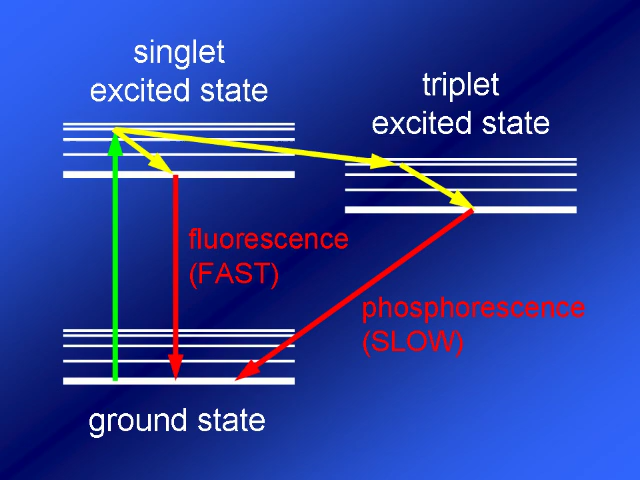 singlet
excited state
triplet
excited state
fluorescence
(FAST)
phosphorescence
(SLOW)
ground state